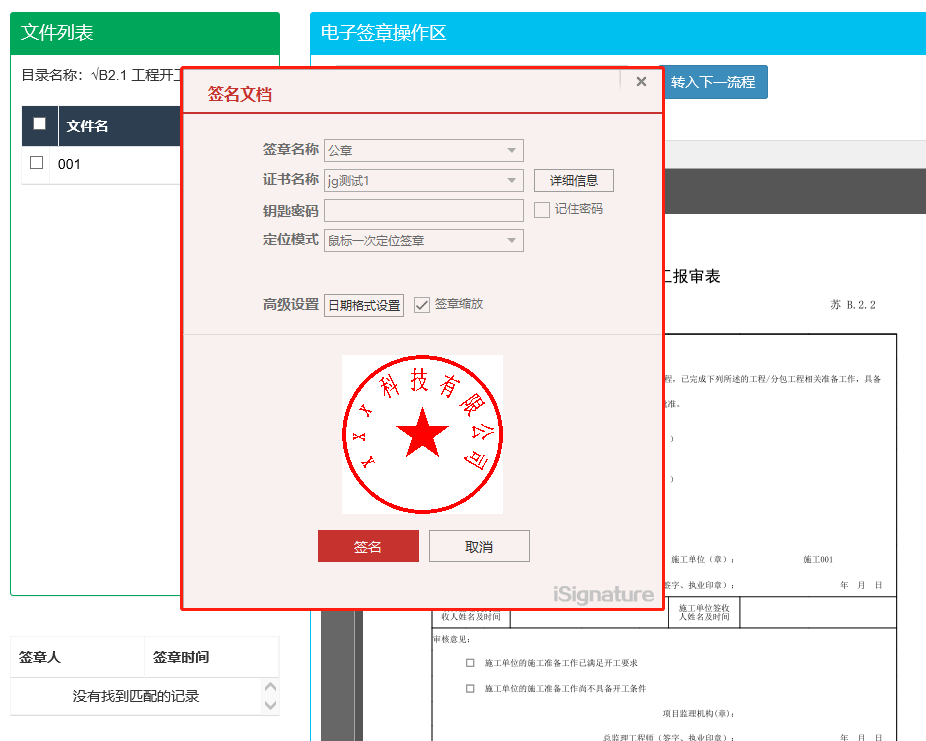 文件列表
电子签章操作区
目录名称: √B2.1 工程开工
转入下一流程
文件名
001
签名文档
签章名称 公章
证书名称 jg测试1 详细信息
钥匙密码 记住密码
定位模式 鼠标一次定位签章
高级设置 日期格式设置 签章缩放
xxx科技有限公司
签名 取消
iSignature
工报审表
苏 B.2.2
程, 已完成下列所述的工程/分包工程相关准备工作, 具备
批准。
)
)
施工单位(章): 施工001
签字、执业印章): 年 月 日
收人姓名及时间
施工单位签收
人姓名及时间
审核意见:
□ 施工单位的施工准备工作已满足开工要求
□ 施工单位的施工准备工作尚不具备开工条件
项目监理机构(章):
总监理工程师(签字、执业印章): 年 月 日
签章人 签章时间
没有找到匹配的记录